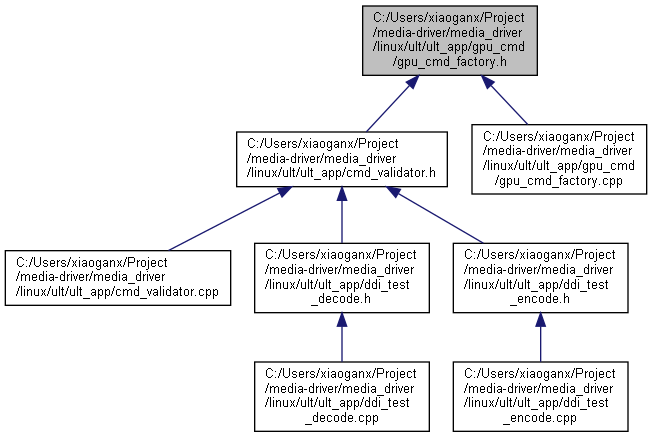 C:/Users/xiaoganx/Project
/media-driver/media_driver
/linux/ult/ult_app/gpu_cmd
/gpu_cmd_factory.h
C:/Users/xiaoganx/Project
/media-driver/media_driver
/linux/ult/ult_app/cmd_validator.h
C:/Users/xiaoganx/Project
/media-driver/media_driver
/linux/ult/ult_app/gpu_cmd
/gpu_cmd_factory.cpp
C:/Users/xiaoganx/Project
/media-driver/media_driver
/linux/ult/ult_app/cmd_validator.cpp
C:/Users/xiaoganx/Project
/media-driver/media_driver
/linux/ult/ult_app/ddi_test
_decode.h
C:/Users/xiaoganx/Project
/media-driver/media_driver
/linux/ult/ult_app/ddi_test
_encode.h
C:/Users/xiaoganx/Project
/media-driver/media_driver
/linux/ult/ult_app/ddi_test
_decode.cpp
C:/Users/xiaoganx/Project
/media-driver/media_driver
/linux/ult/ult_app/ddi_test
_encode.cpp